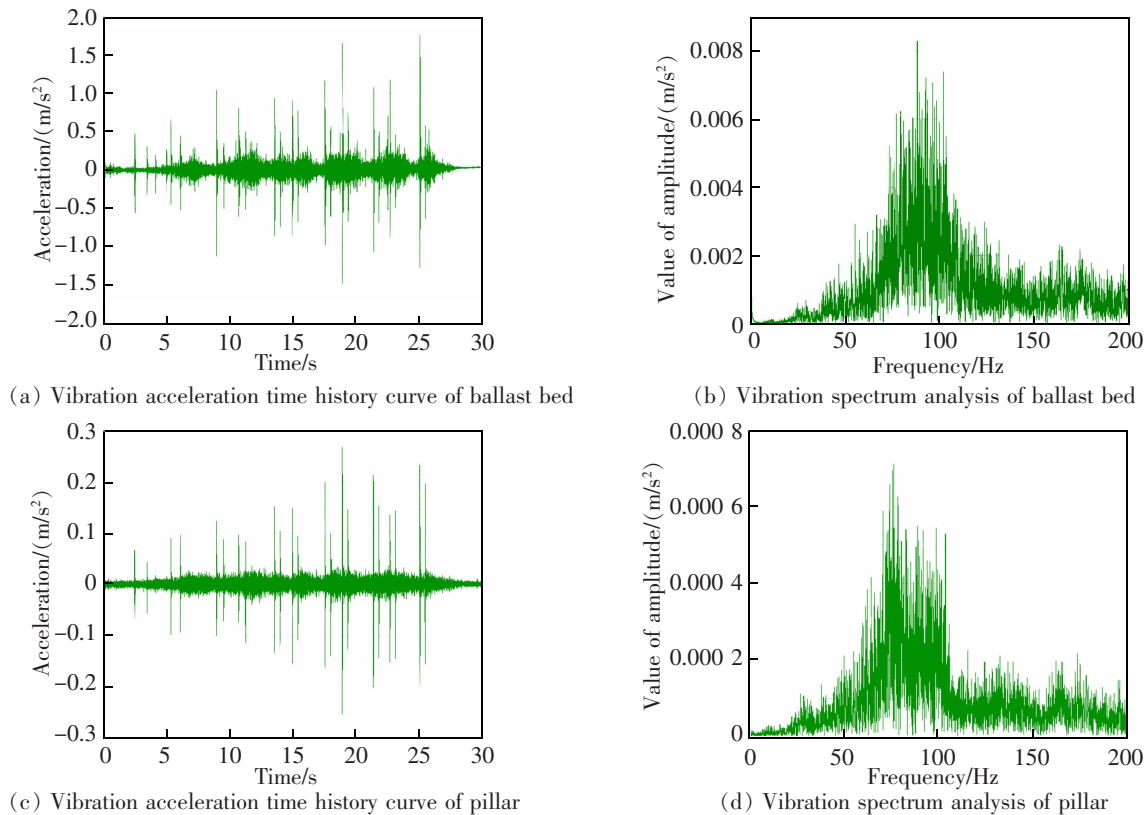 2.0
1.5
1.0
0.5
0
−0.5
−1.0
−1.5
−2.0
Acceleration/(m/s²)
0 5 10 15 20 25 30
Time/s
(a) Vibration acceleration time history curve of ballast bed
0.008
0.006
0.004
0.002
0
Value of amplitude/(m/s²)
0 50 100 150 200
Frequency/Hz
(b) Vibration spectrum analysis of ballast bed
0.3
0.2
0.1
0
−0.1
−0.2
−0.3
Acceleration/(m/s²)
0 5 10 15 20 25 30
Time/s
(c) Vibration acceleration time history curve of pillar
0.000 8
0.000 6
0.000 4
0.000 2
0
Value of amplitude/(m/s²)
0 50 100 150 200
Frequency/Hz
(d) Vibration spectrum analysis of pillar